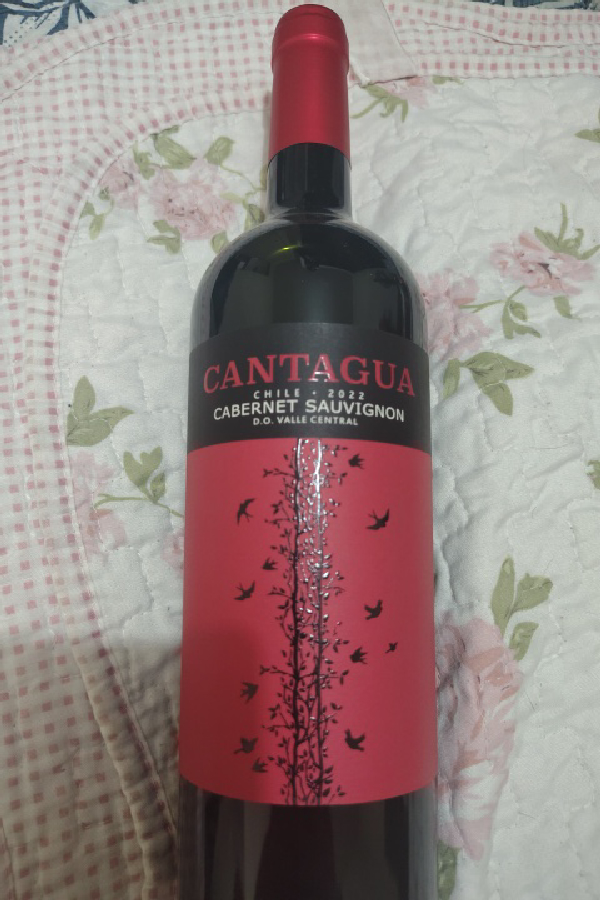 CANTAGUA
CHILE · 2022
CABERNET SAUVIGNON
D.O. VALLE CENTRAL